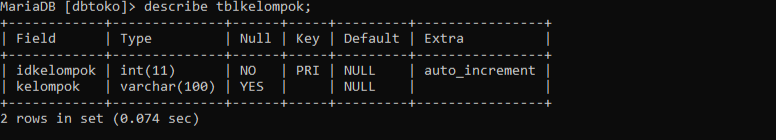 MariaDB [dbtoko]> describe tblkelompok;
+------------+--------------+------+-----+---------+----------------+
| Field      | Type         | Null | Key | Default | Extra          |
+------------+--------------+------+-----+---------+----------------+
| idkelompok | int(11)      | NO   | PRI | NULL    | auto_increment |
| kelompok   | varchar(100) | YES  |     | NULL    |                |
+------------+--------------+------+-----+---------+----------------+
2 rows in set (0.074 sec)